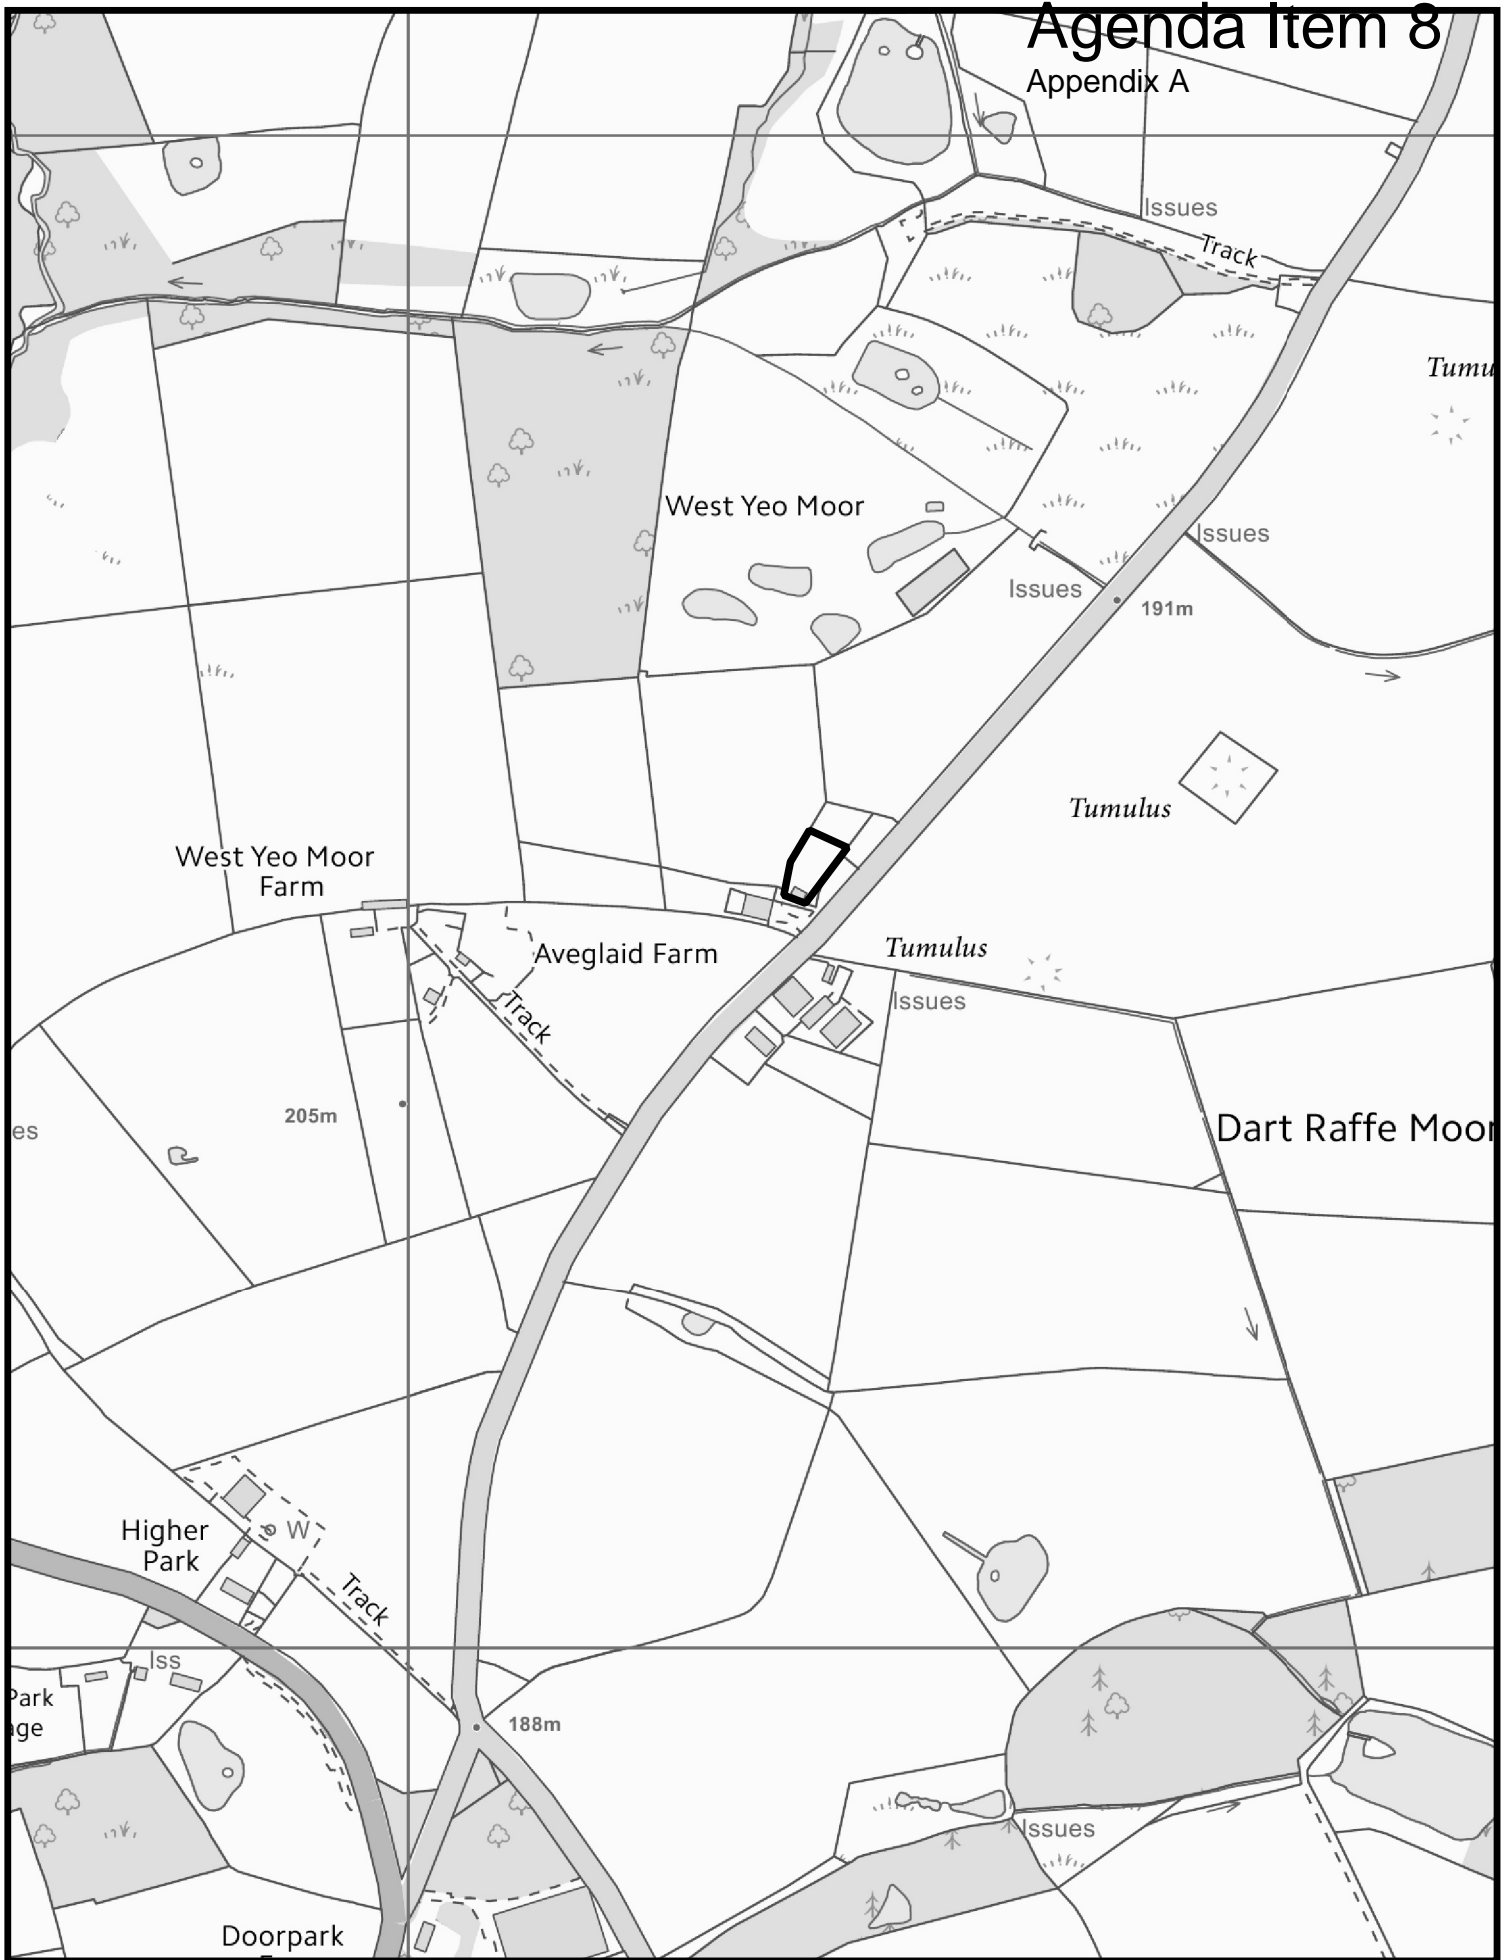 Agenda Item 8
Appendix A
Issues
Track
Tumu
West Yeo Moor
Issues
Issues
191m
Tumulus
West Yeo Moor
Farm
Aveglaid Farm
Tumulus
Issues
Track
205m
es
Dart Raffe Moor
Higher
Park
W
Track
Iss
Park
age
188m
Issues
Doorpark